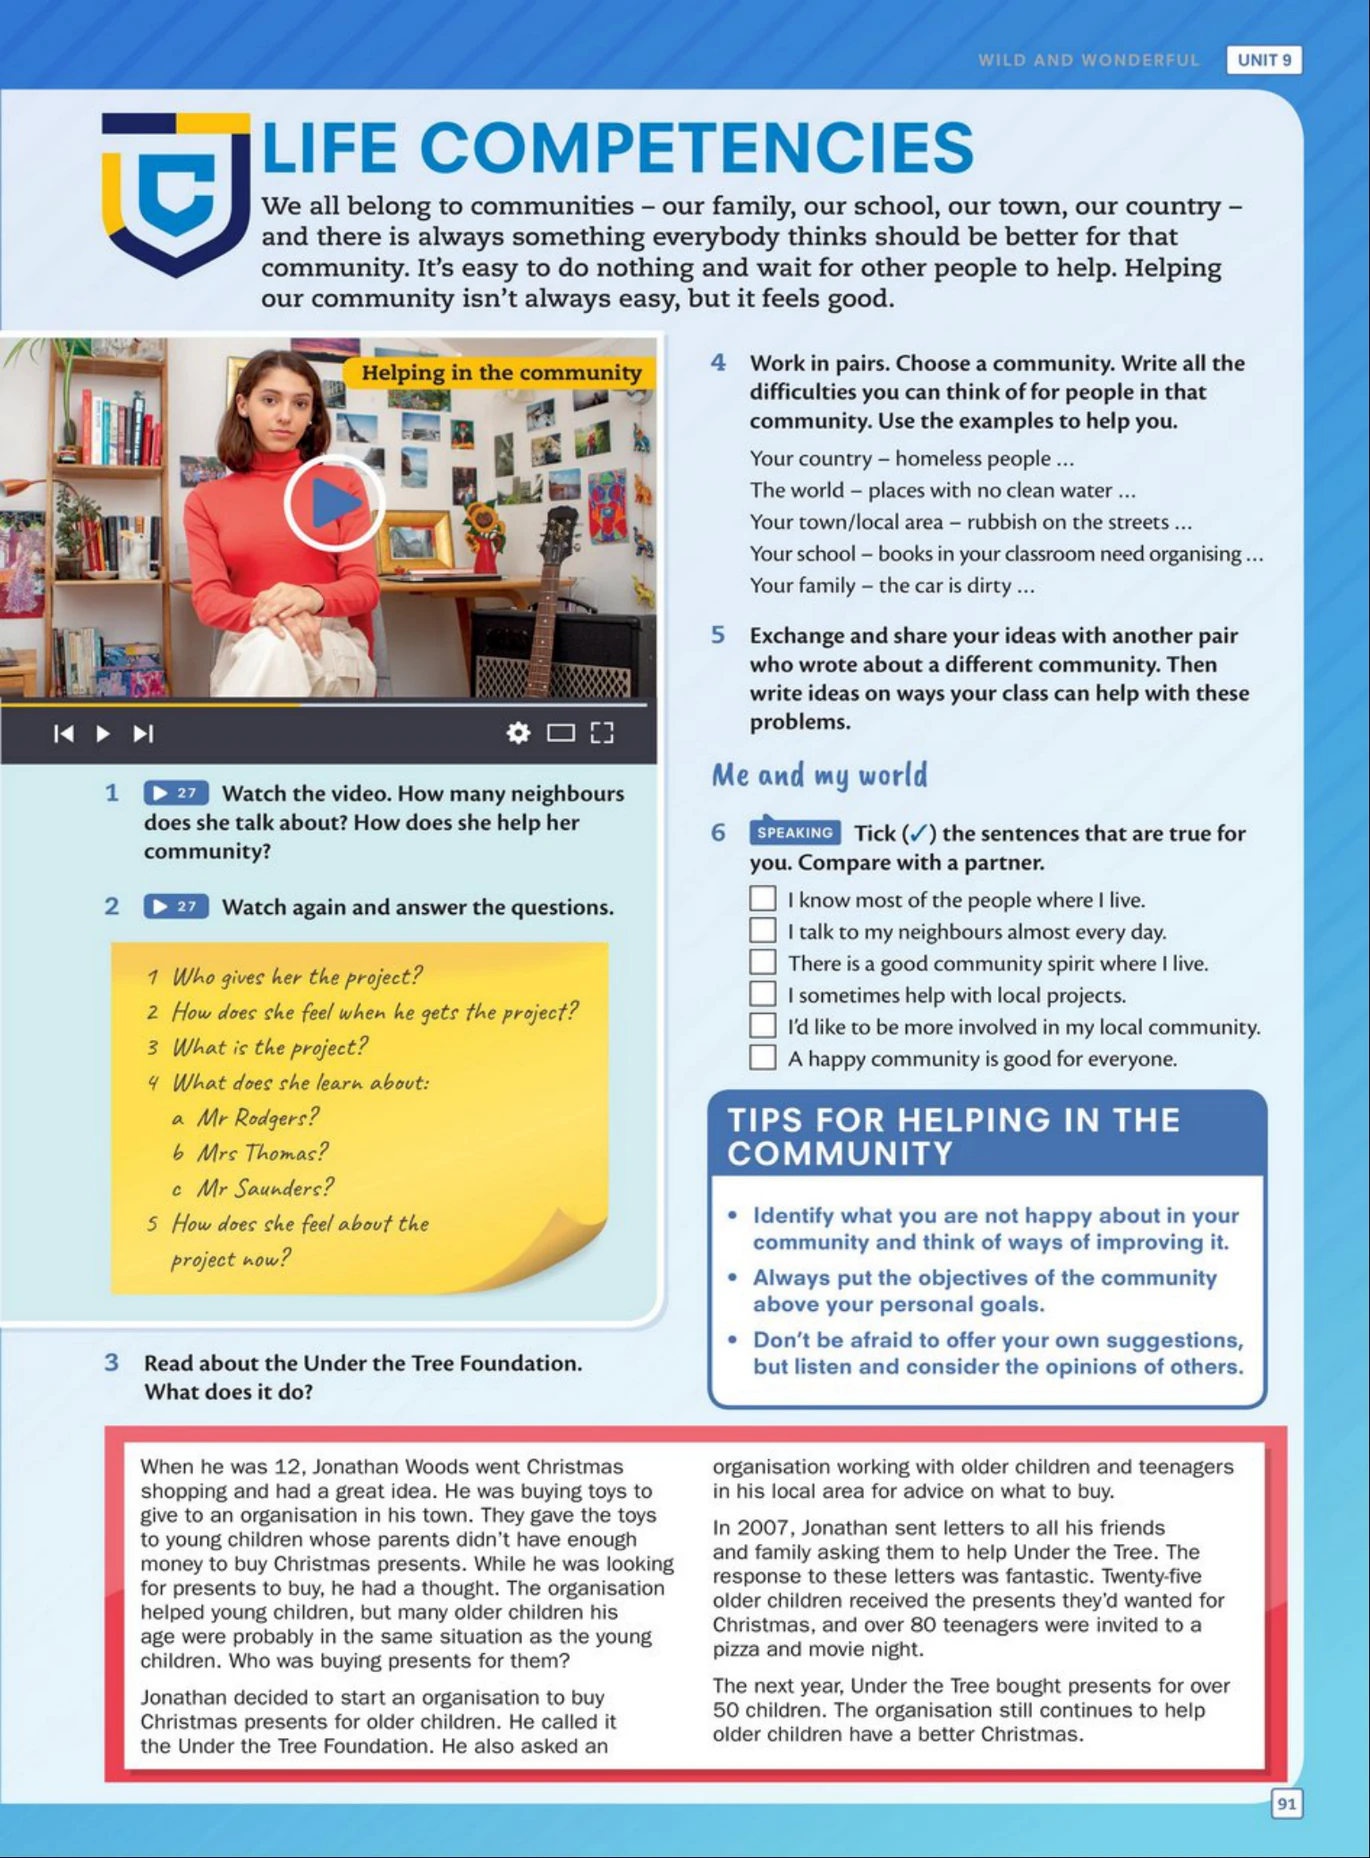 WILD AND WONDERFUL
UNIT 9
LIFE COMPETENCIES
We all belong to communities – our family, our school, our town, our country –
and there is always something everybody thinks should be better for that
community. It's easy to do nothing and wait for other people to help. Helping
our community isn't always easy, but it feels good.
Helping in the community
1 27 Watch the video. How many neighbours
does she talk about? How does she help her
community?
2 27 Watch again and answer the questions.
1 Who gives her the project?
2 How does she feel when he gets the project?
3 What is the project?
4 What does she learn about:
a Mr Rodgers?
b Mrs Thomas?
c Mr Saunders?
5 How does she feel about the
project now?
3 Read about the Under the Tree Foundation.
What does it do?
4 Work in pairs. Choose a community. Write all the
difficulties you can think of for people in that
community. Use the examples to help you.
Your country – homeless people ...
The world – places with no clean water ...
Your town/local area – rubbish on the streets ...
Your school – books in your classroom need organising ...
Your family – the car is dirty ...
5 Exchange and share your ideas with another pair
who wrote about a different community. Then
write ideas on ways your class can help with these
problems.
Me and my world
6 SPEAKING Tick (✓) the sentences that are true for
you. Compare with a partner.
I know most of the people where I live.
I talk to my neighbours almost every day.
There is a good community spirit where I live.
I sometimes help with local projects.
I'd like to be more involved in my local community.
A happy community is good for everyone.
TIPS FOR HELPING IN THE
COMMUNITY
• Identify what you are not happy about in your
community and think of ways of improving it.
• Always put the objectives of the community
above your personal goals.
• Don't be afraid to offer your own suggestions,
but listen and consider the opinions of others.
When he was 12, Jonathan Woods went Christmas
shopping and had a great idea. He was buying toys to
give to an organisation in his town. They gave the toys
to young children whose parents didn't have enough
money to buy Christmas presents. While he was looking
for presents to buy, he had a thought. The organisation
helped young children, but many older children his
age were probably in the same situation as the young
children. Who was buying presents for them?
Jonathan decided to start an organisation to buy
Christmas presents for older children. He called it
the Under the Tree Foundation. He also asked an
organisation working with older children and teenagers
in his local area for advice on what to buy.
In 2007, Jonathan sent letters to all his friends
and family asking them to help Under the Tree. The
response to these letters was fantastic. Twenty-five
older children received the presents they'd wanted for
Christmas, and over 80 teenagers were invited to a
pizza and movie night.
The next year, Under the Tree bought presents for over
50 children. The organisation still continues to help
older children have a better Christmas.
91